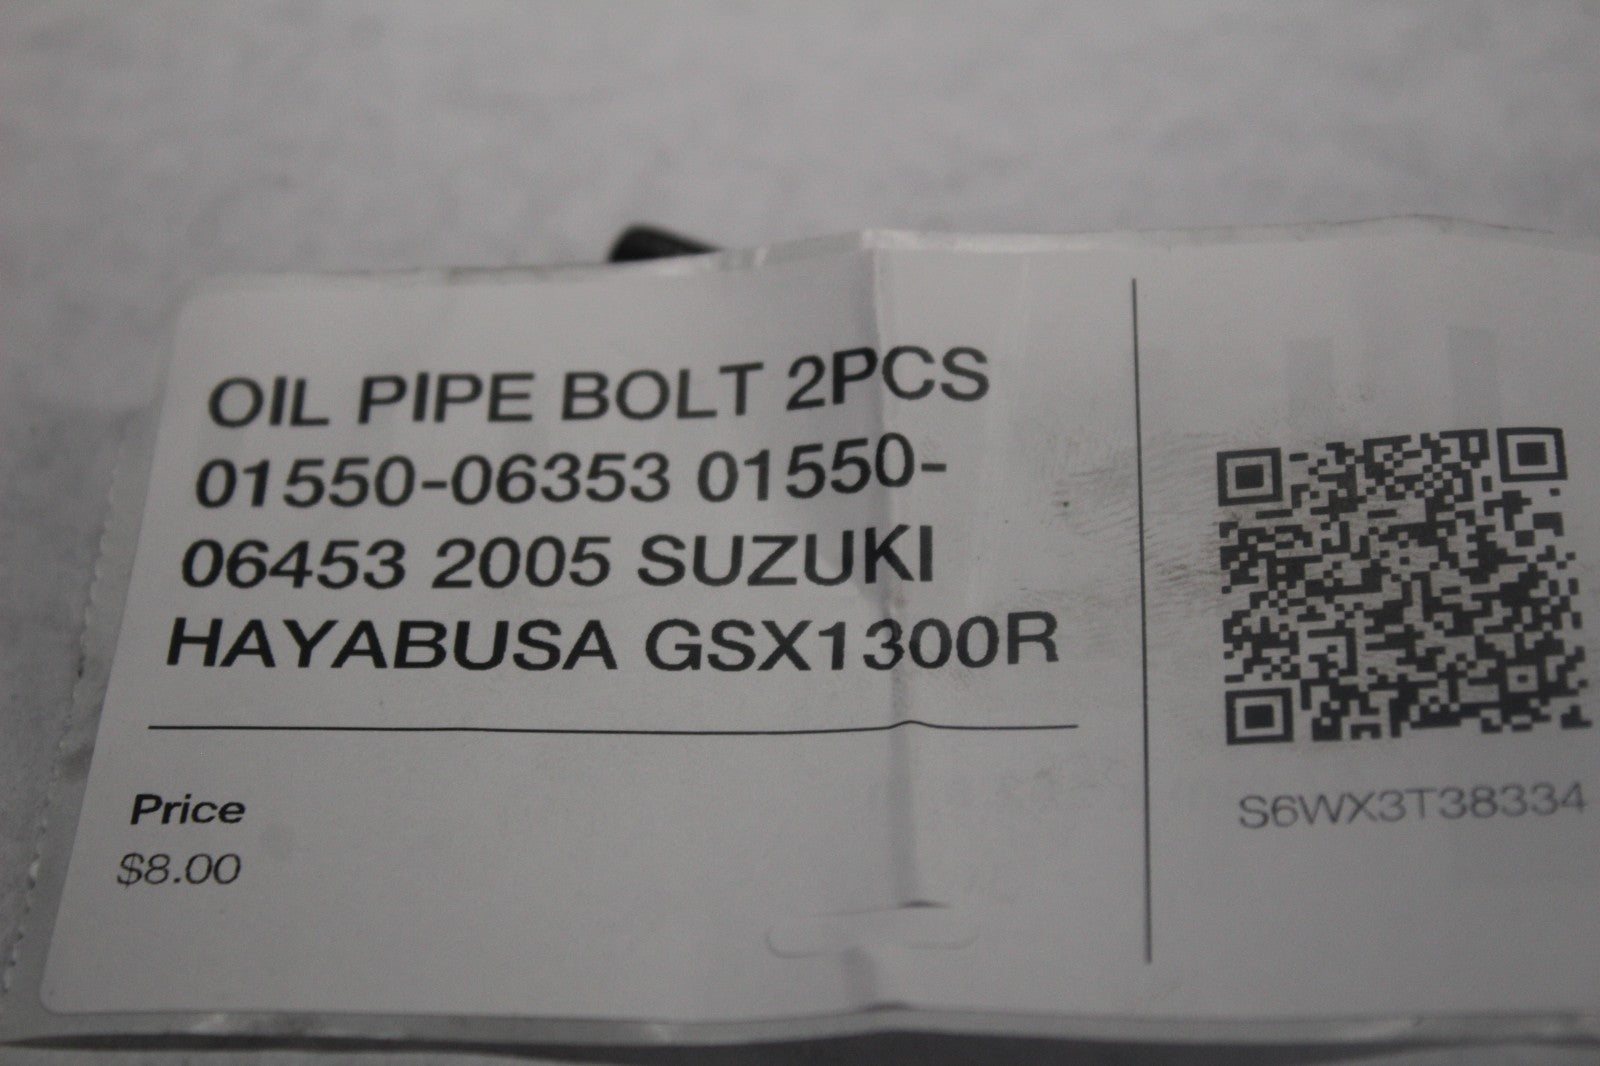 OIL PIPE BOLT 2PCS
01550-06353 01550-
06453 2005 SUZUKI
HAYABUSA GSX1300R
Price
$8.00
S6WX3T38334